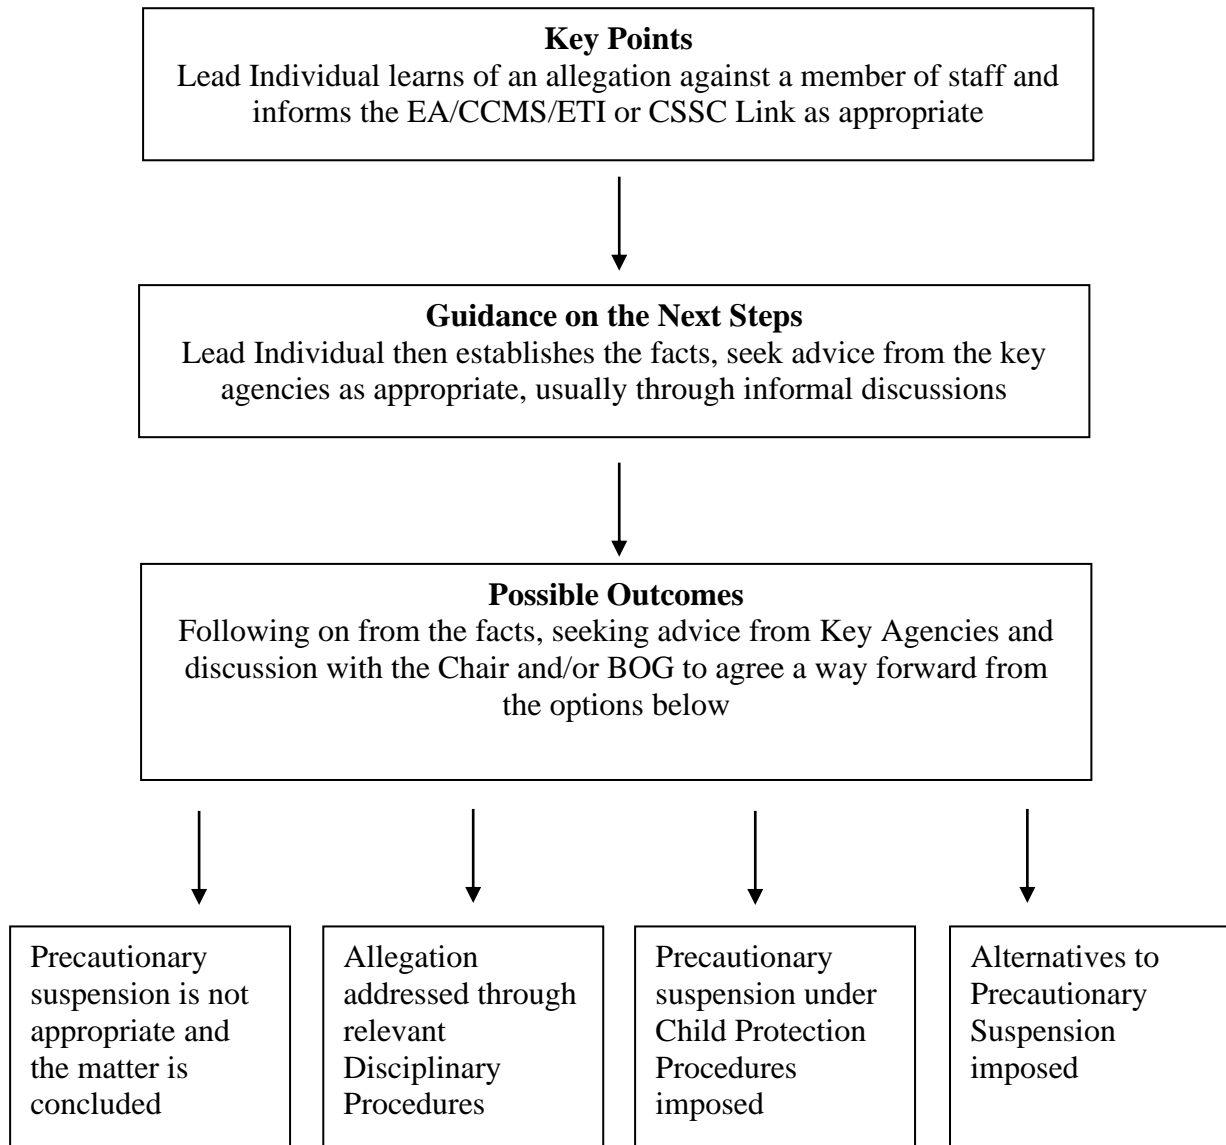 Key Points
Lead Individual learns of an allegation against a member of staff and
informs the EA/CCMS/ETI or CSSC Link as appropriate
Guidance on the Next Steps
Lead Individual then establishes the facts, seek advice from the key
agencies as appropriate, usually through informal discussions
Possible Outcomes
Following on from the facts, seeking advice from Key Agencies and
discussion with the Chair and/or BOG to agree a way forward from
the options below
Precautionary
suspension is not
appropriate and
the matter is
concluded
Allegation
addressed through
relevant
Disciplinary
Procedures
Precautionary
suspension under
Child Protection
Procedures
imposed
Alternatives to
Precautionary
Suspension
imposed